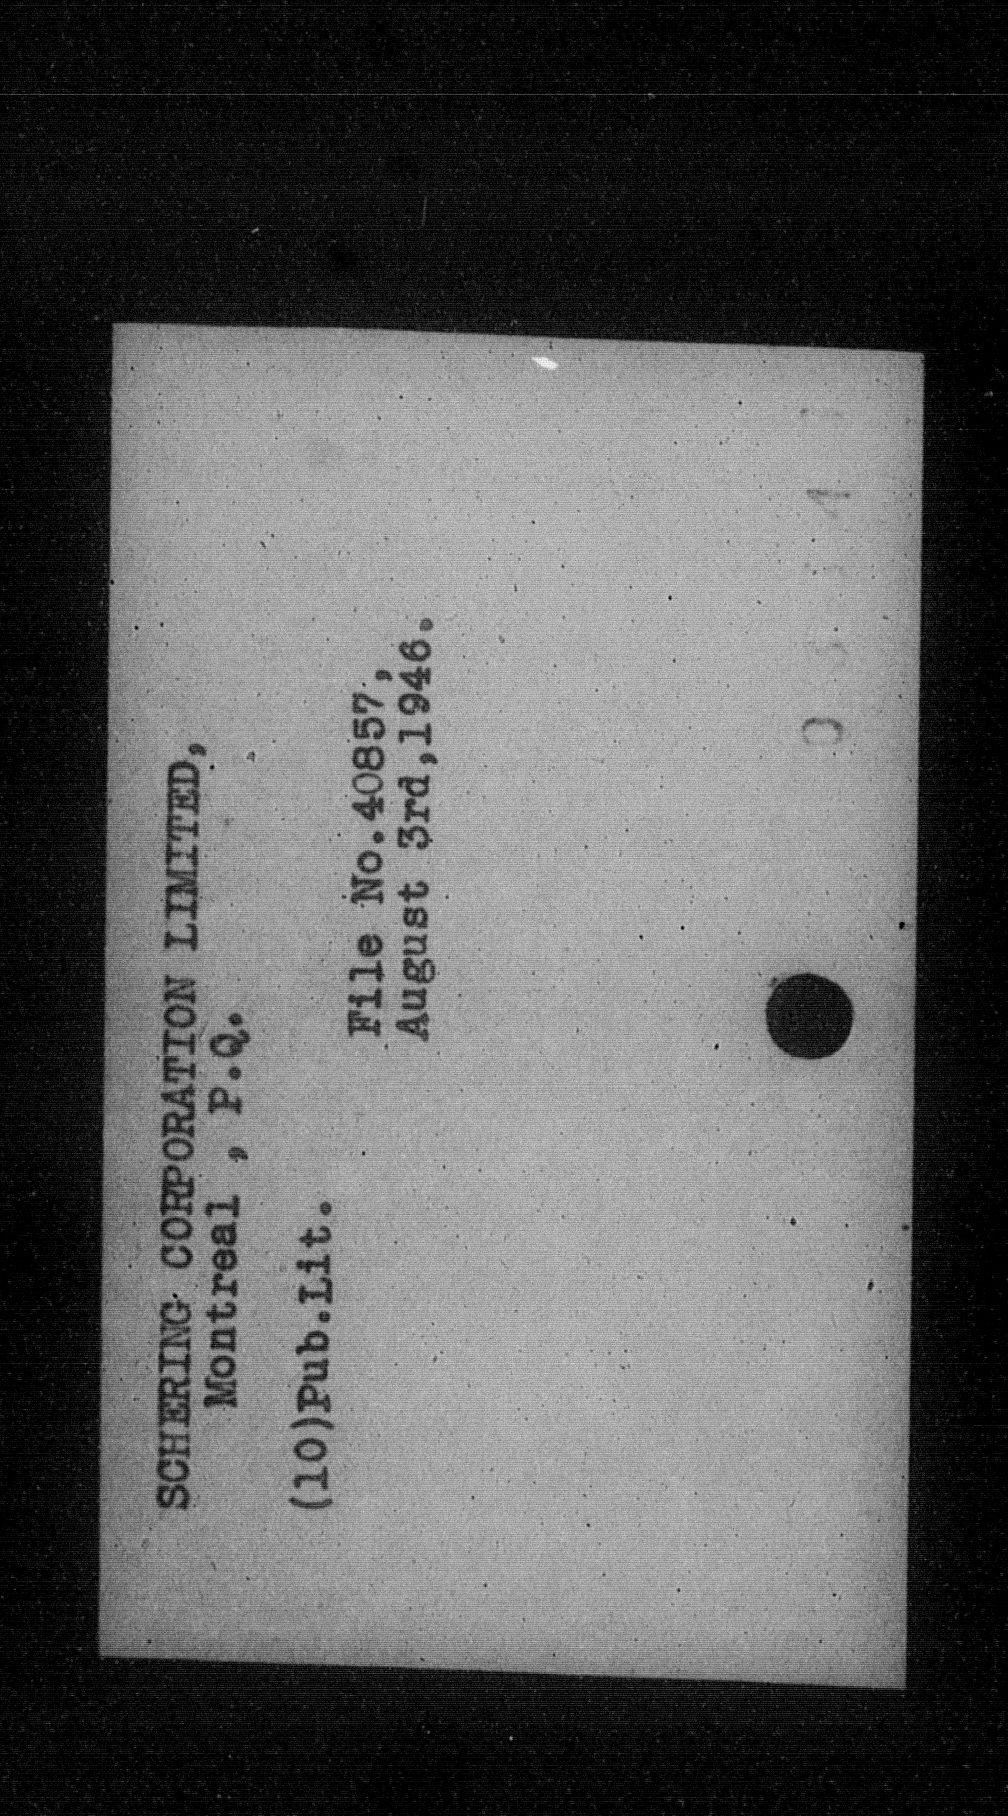 SCHERING CORPORATION LIMITED,
Montreal , P.Q.
(10)Pub.Lit.
File No.40857,
August 3rd,1946.